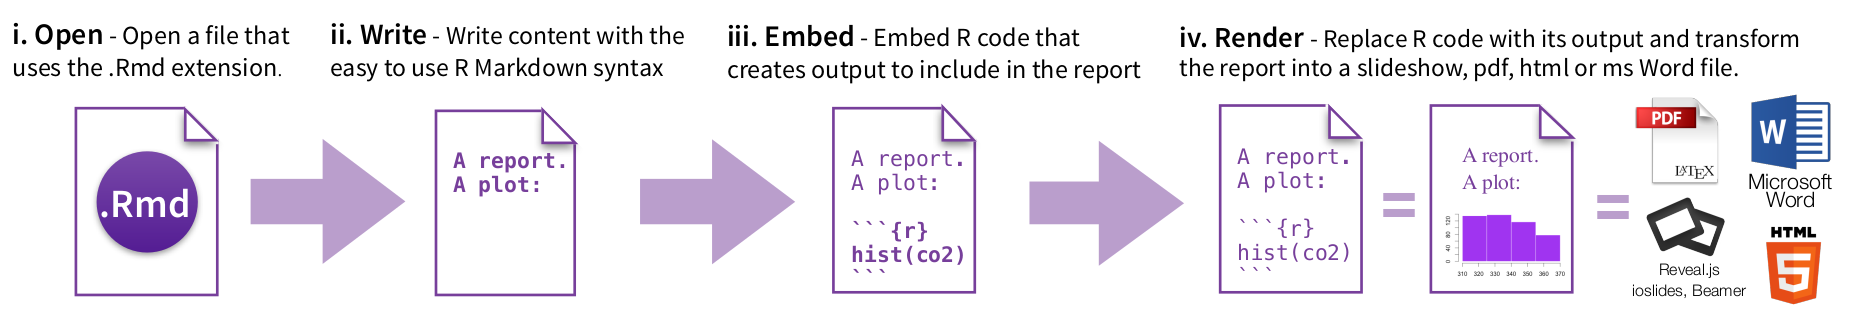 i. Open - Open a file that
uses the .Rmd extension.
ii. Write - Write content with the
easy to use R Markdown syntax
iii. Embed - Embed R code that
creates output to include in the report
iv. Render - Replace R code with its output and transform
the report into a slideshow, pdf, html or ms Word file.
.Rmd
A report.
A plot:
A report.
A plot:
```{r}
hist(co2)
```
A report.
A plot:
```{r}
hist(co2)
```
=
A report.
A plot:
0 40 80 120
310 320 330 340 350 360 370
=
PDF
LATEX
W
Microsoft
Word
Reveal.js
ioslides, Beamer
HTML
5